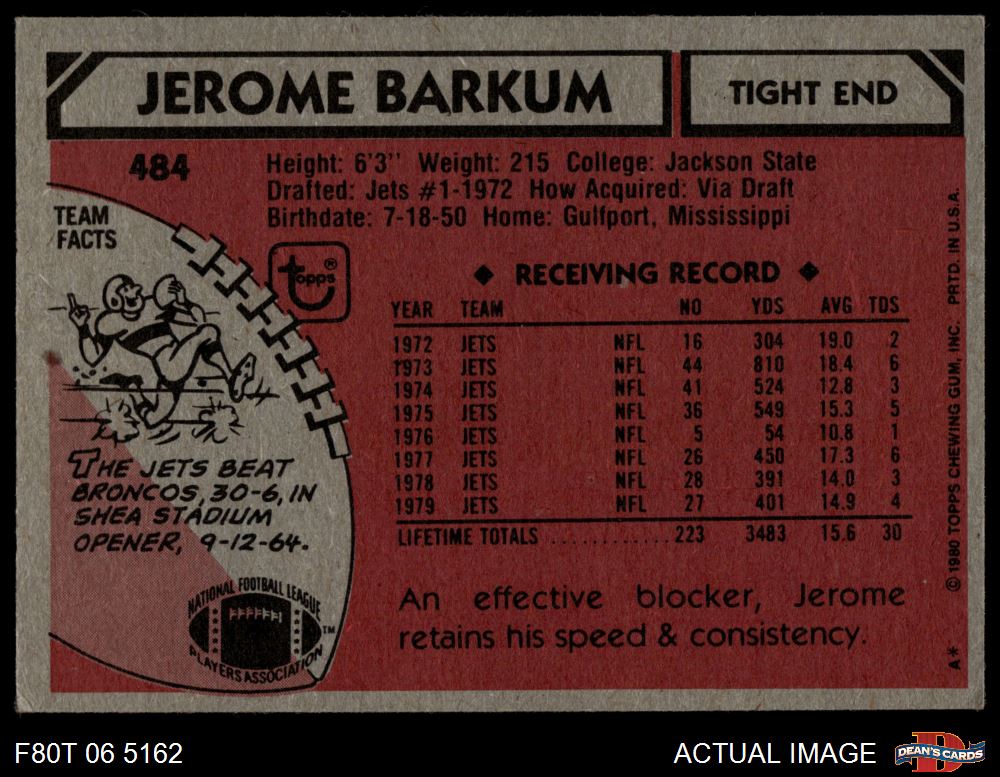 JEROME BARKUM
TIGHT END
484
Height: 6'3" Weight: 215 College: Jackson State
Drafted: Jets #1-1972 How Acquired: Via Draft
Birthdate: 7-18-50 Home: Gulfport, Mississippi
TEAM
FACTS
topps®
THE JETS BEAT
BRONCOS, 30-6, IN
SHEA STADIUM
OPENER, 9-12-64.
NATIONAL FOOTBALL LEAGUE
PLAYERS ASSOCIATION
TM
◆ RECEIVING RECORD ◆
YEAR TEAM NO YDS AVG TDS
1972 JETS NFL 16 304 19.0 2
1973 JETS NFL 44 810 18.4 6
1974 JETS NFL 41 524 12.8 3
1975 JETS NFL 36 549 15.3 5
1976 JETS NFL 5 54 10.8 1
1977 JETS NFL 26 450 17.3 6
1978 JETS NFL 28 391 14.0 3
1979 JETS NFL 27 401 14.9 4
LIFETIME TOTALS ............ 223 3483 15.6 30
An effective blocker, Jerome
retains his speed & consistency.
A* © 1980 TOPPS CHEWING GUM, INC. PRTD. IN U.S.A.
F80T 06 5162
ACTUAL IMAGE
D
DEAN'S CARDS